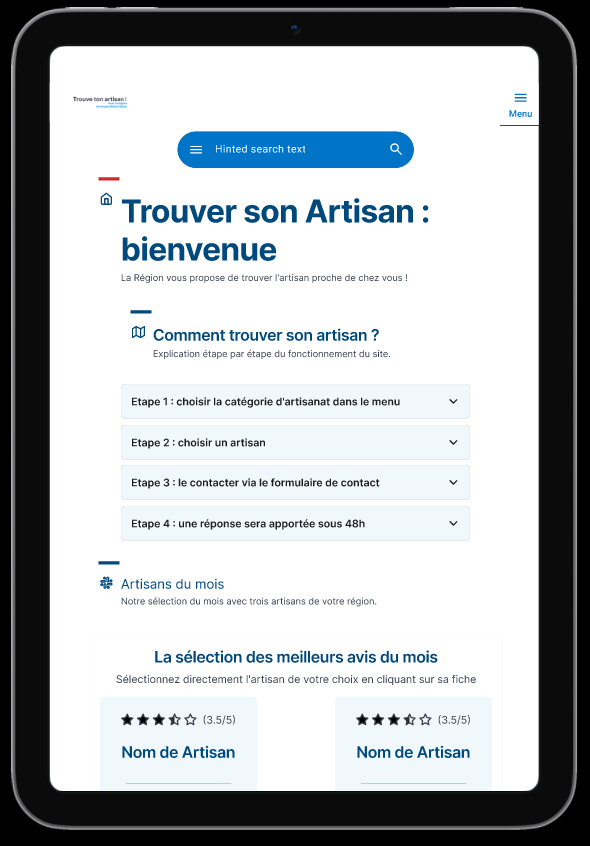 Trouve ton artisan !
Menu
Hinted search text
Trouver son Artisan :
bienvenue
La Région vous propose de trouver l'artisan proche de chez vous !
Comment trouver son artisan ?
Explication étape par étape du fonctionnement du site.
Etape 1 : choisir la catégorie d'artisanat dans le menu
Etape 2 : choisir un artisan
Etape 3 : le contacter via le formulaire de contact
Etape 4 : une réponse sera apportée sous 48h
Artisans du mois
Notre sélection du mois avec trois artisans de votre région.
La sélection des meilleurs avis du mois
Sélectionnez directement l'artisan de votre choix en cliquant sur sa fiche
(3.5/5) (3.5/5)
Nom de Artisan Nom de Artisan